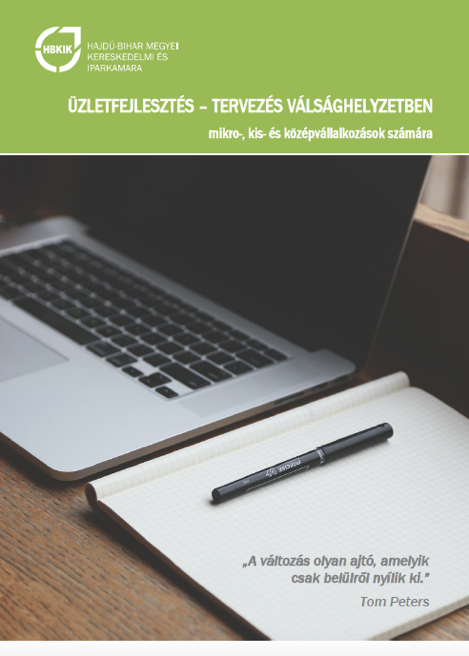 HBKIK
HAJDÚ-BIHAR MEGYEI
KERESKEDELMI ÉS
IPARKAMARA
ÜZLETFEJLESZTÉS – TERVEZÉS VÁLSÁGHELYZETBEN
mikro-, kis- és középvállalkozások számára
„A változás olyan ajtó, amelyik
csak belülről nyílik ki.”
Tom Peters